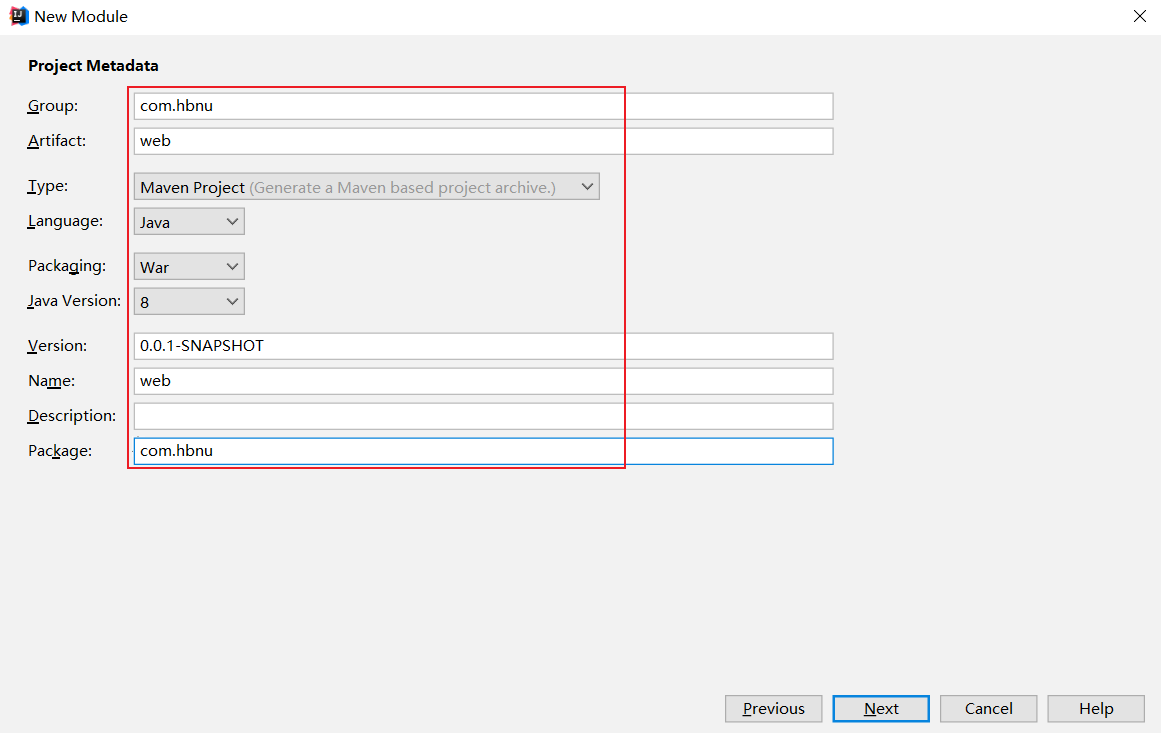 New Module
Project Metadata
Group: com.hbnu
Artifact: web
Type: Maven Project (Generate a Maven based project archive.)
Language: Java
Packaging: War
Java Version: 8
Version: 0.0.1-SNAPSHOT
Name: web
Description:
Package: com.hbnu
Previous Next Cancel Help